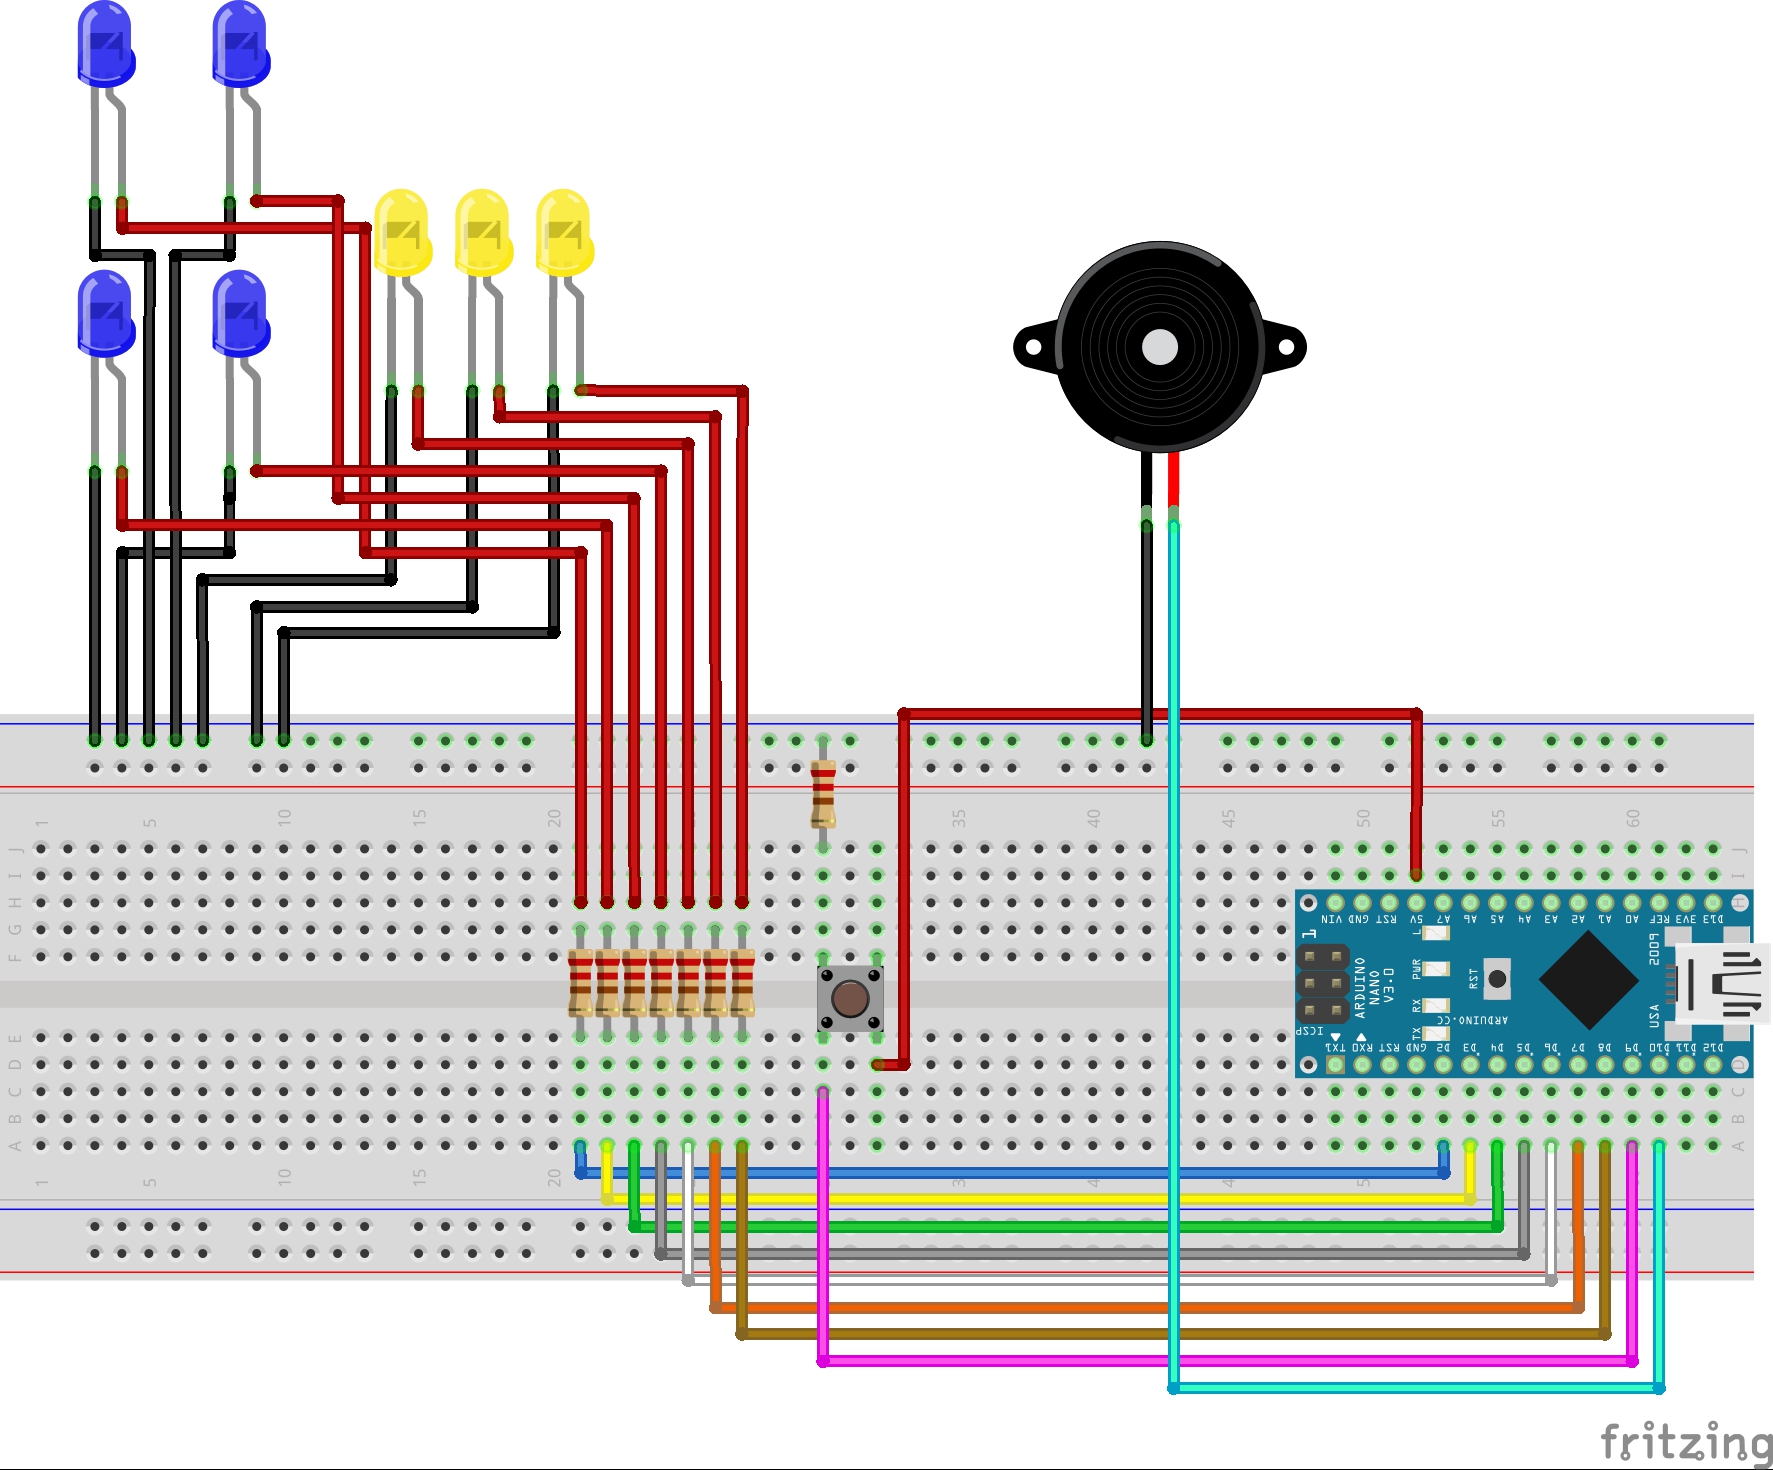 1 5 10 15 20 35 40 45 50 55 60
J J
I I
H H
G
F
VIN GND RST 5V A7 A6 A5 A4 A3 A2 A1 A0 REF 3V3 D13
1 L PWR RX TX
ARDUINO
NANO
V3.0
RST
2009
USA
ARDUINO.CC
ICSP
TX1 RX0 RST GND D2 D3 D4 D5 D6 D7 D8 D9 D10 D11 D12
E
D D
C C
B B
A A
1 5 10 15 20 35
fritzing